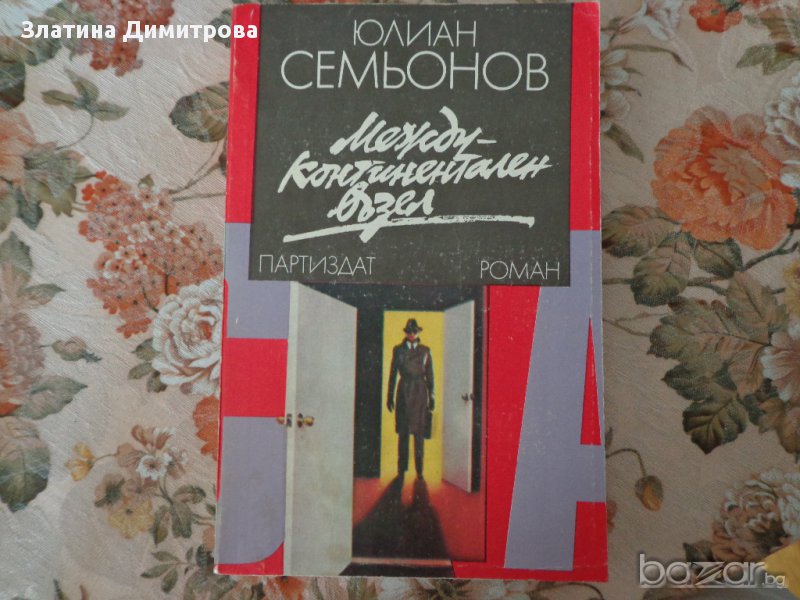 Златина Димитрова
ЮЛИАН
СЕМЬОНОВ
Между-
континентален
възел
ПАРТИЗДАТ РОМАН
А
bazar.bg